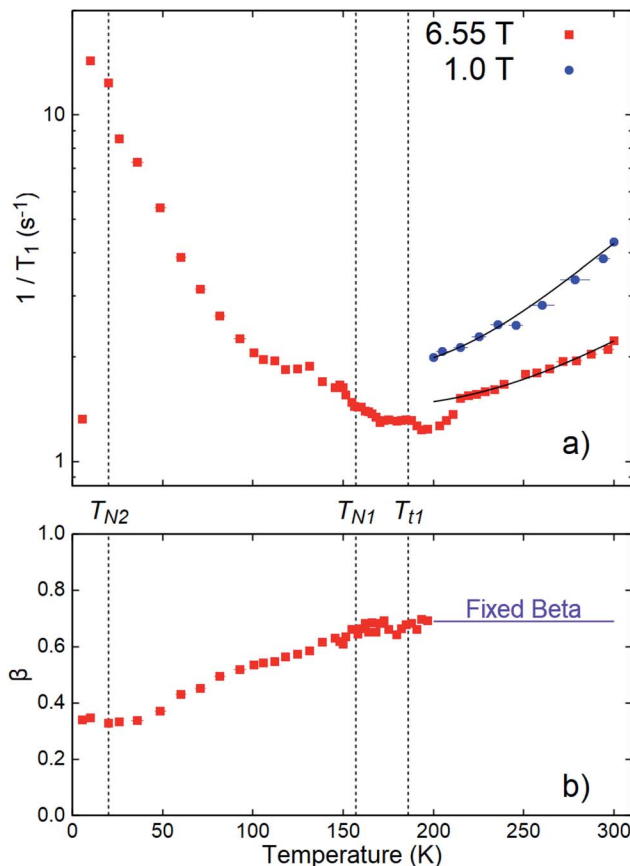 6.55 T
1.0 T
10
1
1 / T1 (s-1)
a)
TN2 TN1 Tt1
1.0
0.8
0.6
0.4
0.2
0.0
β
Fixed Beta
b)
0 50 100 150 200 250 300
Temperature (K)